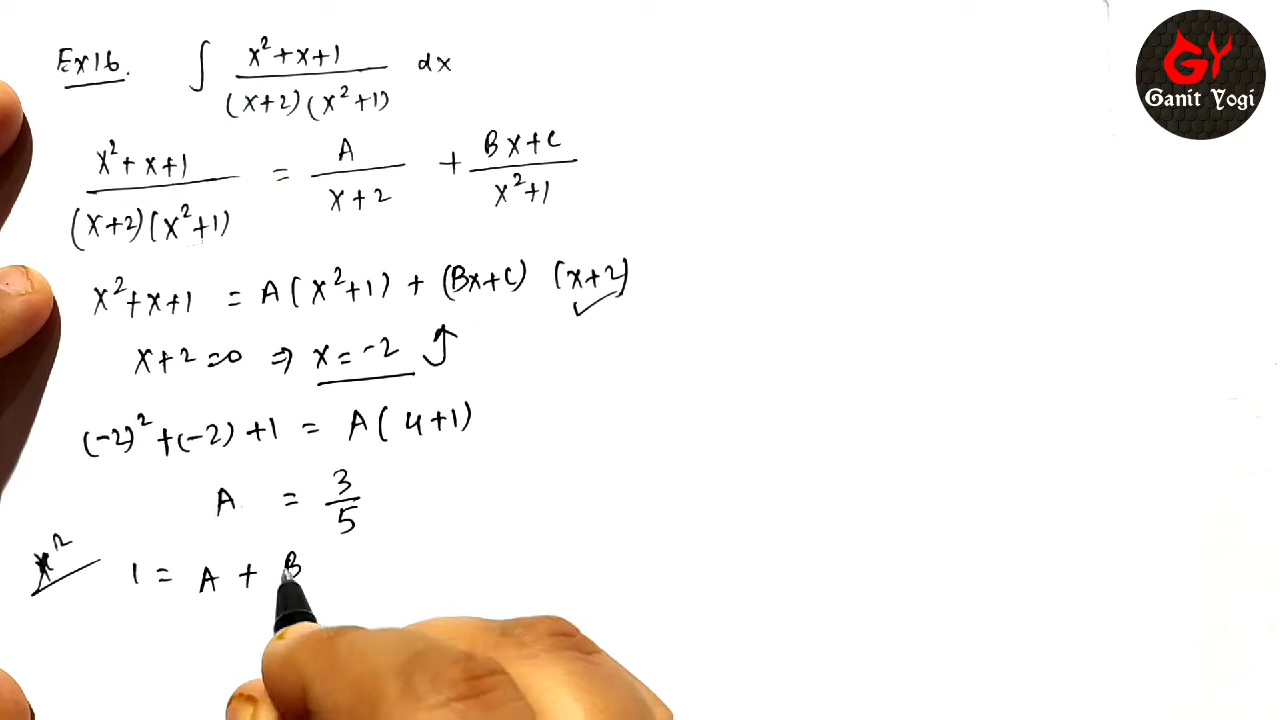 Ex16. ∫ x²+x+1 / (x+2)(x²+1) dx
x²+x+1 / (x+2)(x²+1) = A / x+2 + Bx+C / x²+1
x²+x+1 = A(x²+1) + (Bx+C) (x+2)
x+2=0 ⇒ x=-2
(-2)²+(-2)+1 = A(4+1)
A = 3/5
x² 1 = A + B
GY
Ganit Yogi